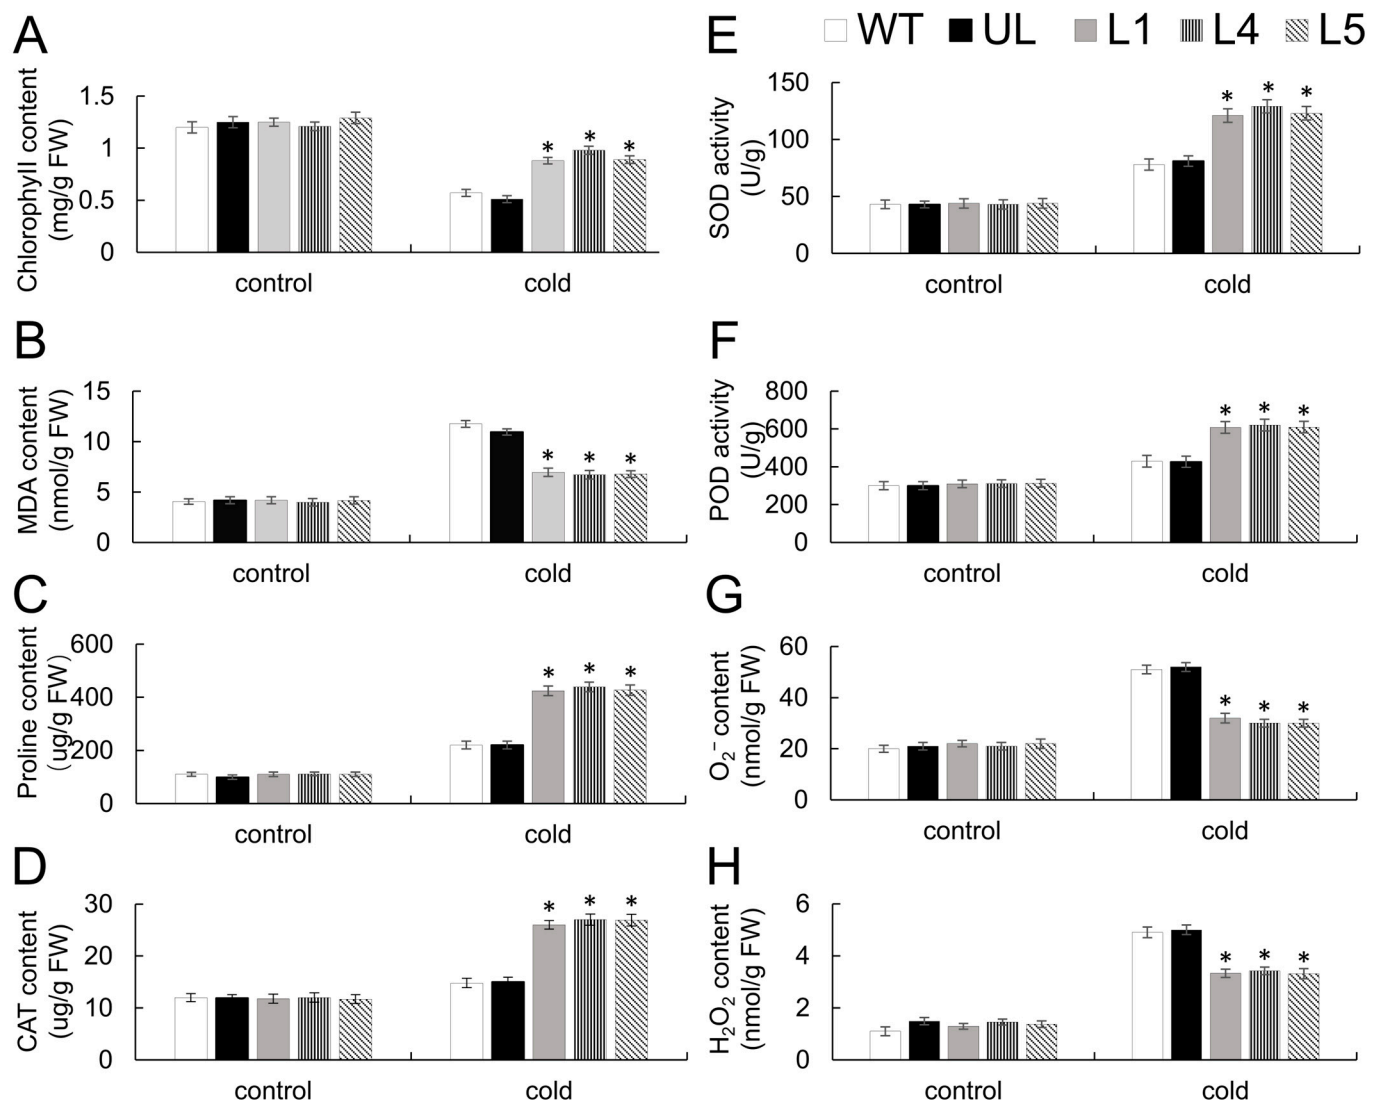 A
Chlorophyll content
(mg/g FW)
1.5
1
0.5
0
* * *
control cold
B
MDA content
(nmol/g FW)
15
10
5
0
* * *
control cold
C
Proline content
(ug/g FW)
600
400
200
0
* * *
control cold
D
CAT content
(ug/g FW)
30
20
10
0
* * *
control cold
WT UL L1 L4 L5
E
SOD activity
(U/g)
150
100
50
0
* * *
control cold
F
POD activity
(U/g)
800
600
400
200
0
* * *
control cold
G
O₂⁻ content
(nmol/g FW)
60
40
20
0
* * *
control cold
H
H₂O₂ content
(nmol/g FW)
6
4
2
0
* * *
control cold